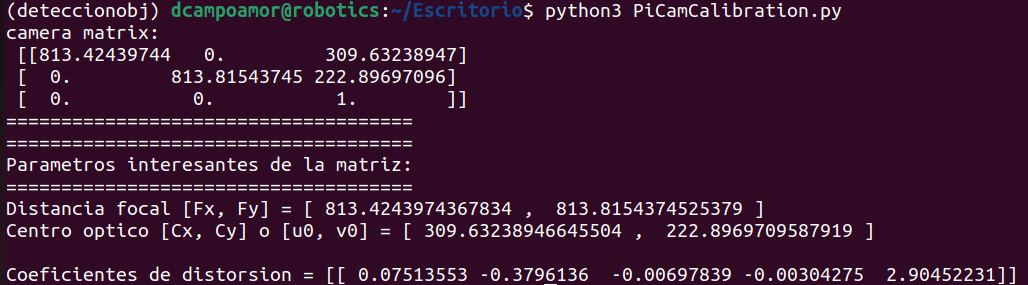 (deteccionobj) dcampoamor@robotics:~/Escritorio$ python3 PiCamCalibration.py
camera matrix:
 [[813.42439744   0.         309.63238947]
 [  0.         813.81543745 222.89697096]
 [  0.           0.           1.        ]]
=====================================
=====================================
Parametros interesantes de la matriz:
=====================================
Distancia focal [Fx, Fy] = [ 813.4243974367834 ,  813.8154374525379 ]
Centro optico [Cx, Cy] o [u0, v0] = [ 309.63238946645504 ,  222.8969709587919 ]

Coeficientes de distorsion = [[ 0.07513553 -0.3796136  -0.00697839 -0.00304275  2.90452231]]